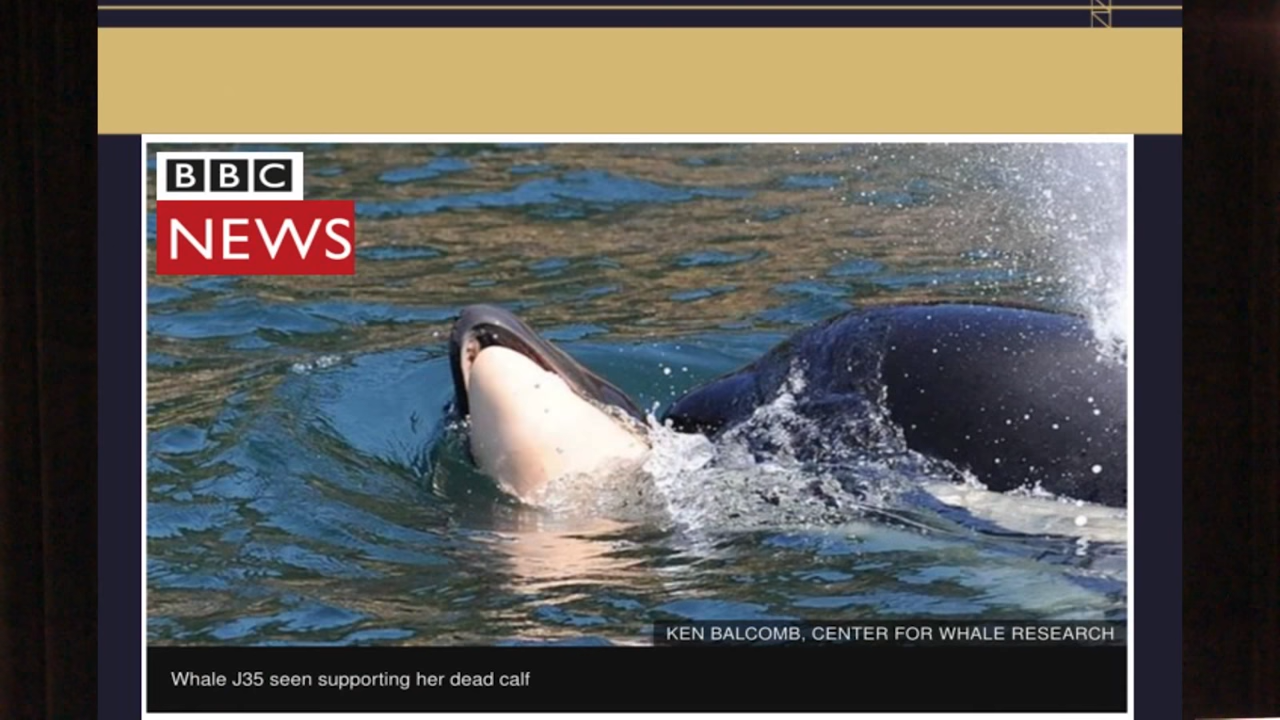 BBC
NEWS
KEN BALCOMB, CENTER FOR WHALE RESEARCH
Whale J35 seen supporting her dead calf